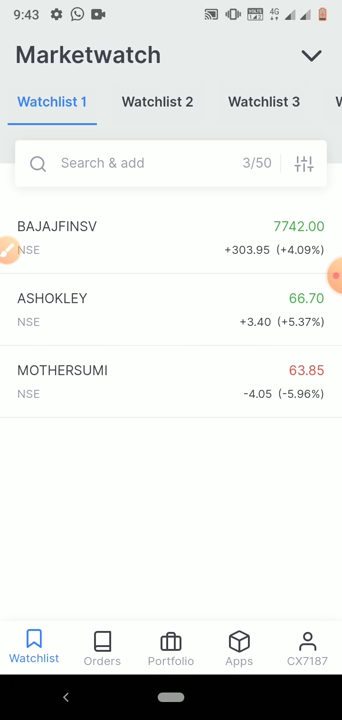 9:43 4G
Marketwatch
Watchlist 1 Watchlist 2 Watchlist 3
Search & add 3/50
BAJAJFINSV 7742.00
NSE +303.95 (+4.09%)
ASHOKLEY 66.70
NSE +3.40 (+5.37%)
MOTHERSUMI 63.85
NSE -4.05 (-5.96%)
Watchlist Orders Portfolio Apps CX7187